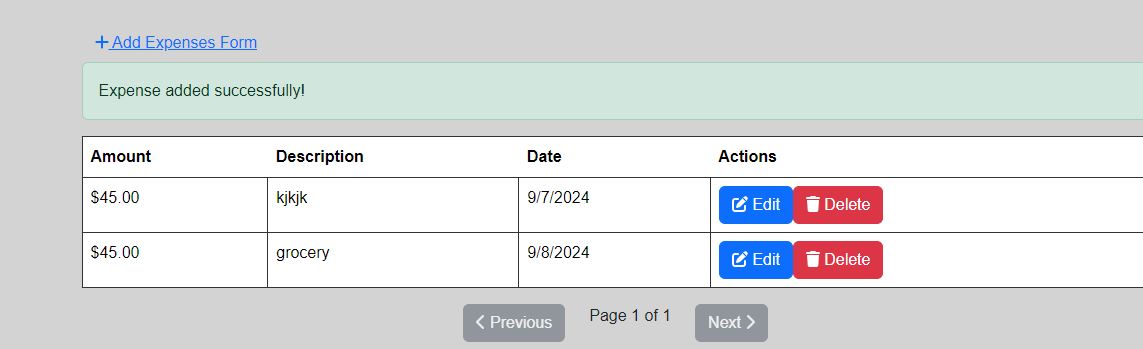 Add Expenses Form
Expense added successfully!
Amount Description Date Actions
$45.00 kjkjk 9/7/2024 Edit Delete
$45.00 grocery 9/8/2024 Edit Delete
Previous Page 1 of 1 Next